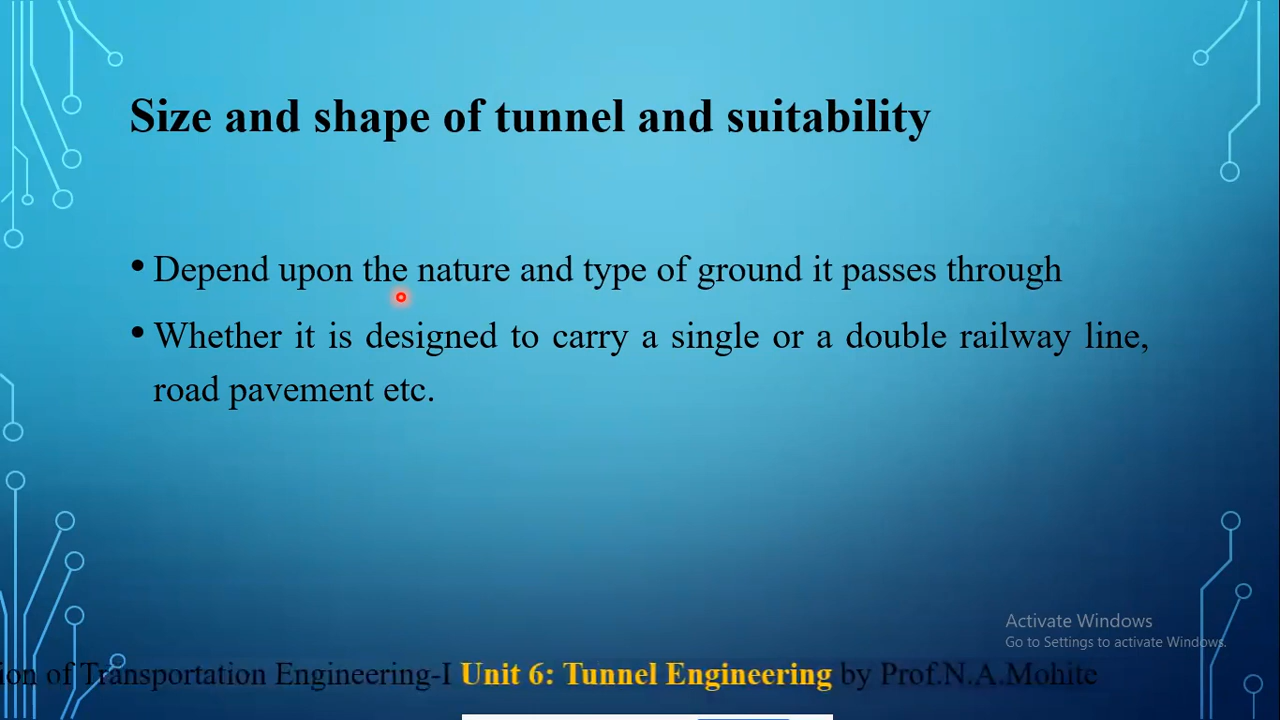 Size and shape of tunnel and suitability
• Depend upon the nature and type of ground it passes through
• Whether it is designed to carry a single or a double railway line,
road pavement etc.
Activate Windows
Go to Settings to activate Windows.
ion of Transportation Engineering-I Unit 6: Tunnel Engineering by Prof.N.A.Mohite